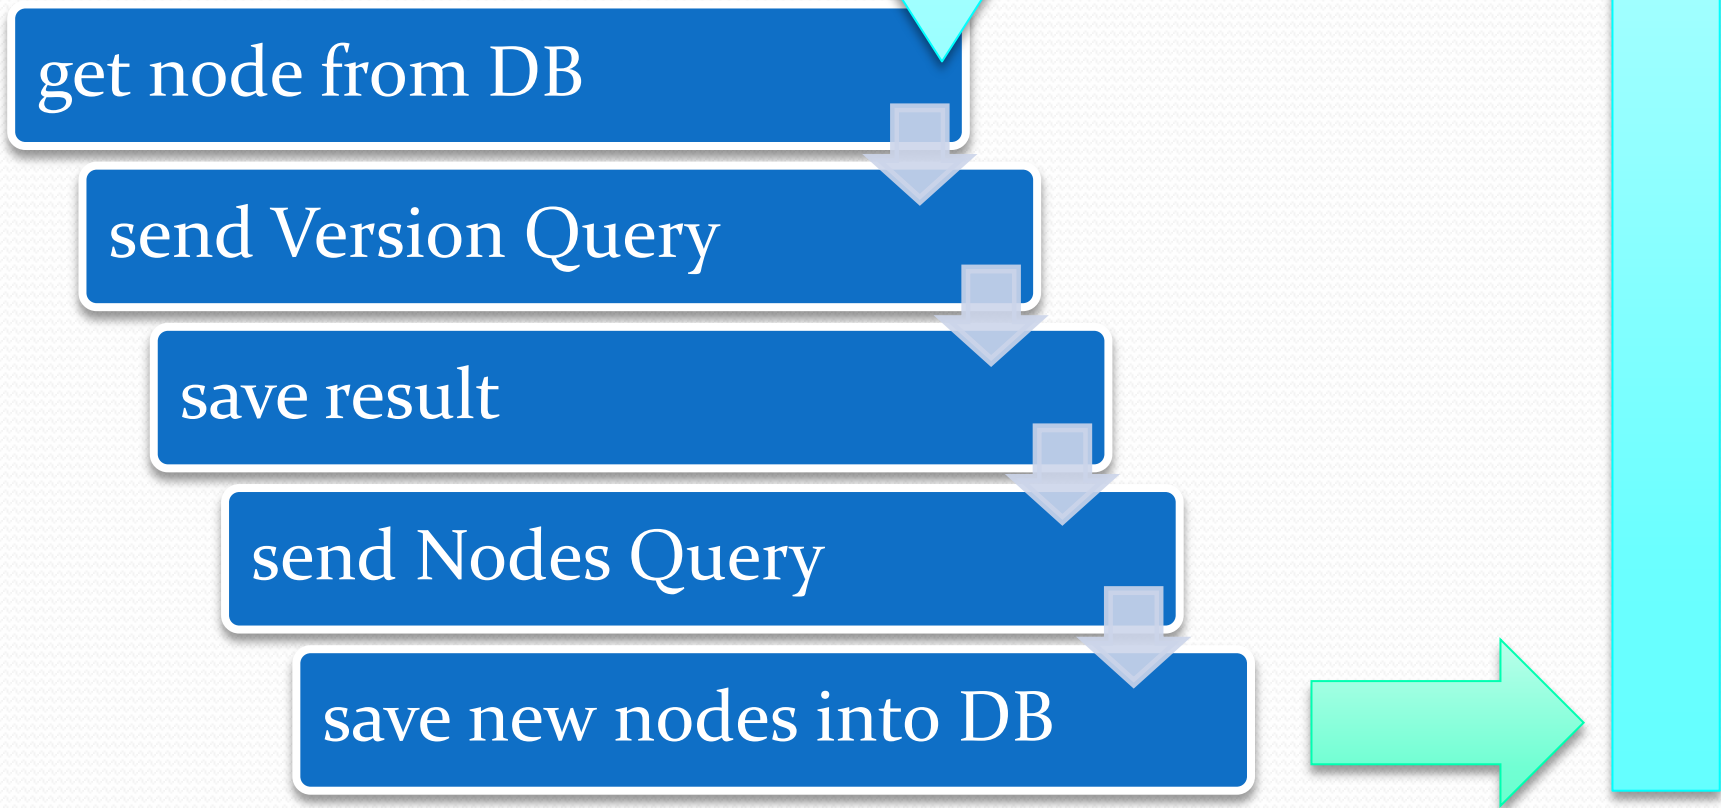 get node from DB
send Version Query
save result
send Nodes Query
save new nodes into DB